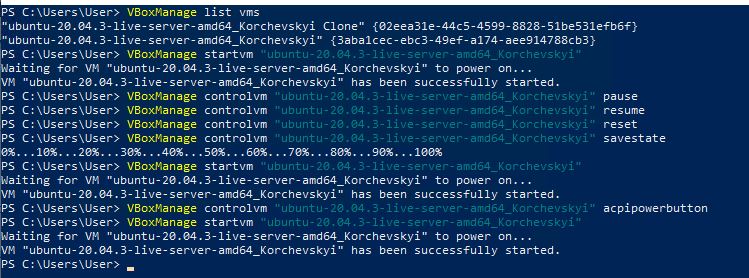 PS C:\Users\User> VBoxManage list vms
"ubuntu-20.04.3-live-server-amd64_Korchevskyi Clone" {02eea31e-44c5-4599-8828-51be531efb6f}
"ubuntu-20.04.3-live-server-amd64_Korchevskyi" {3aba1cec-ebc3-49ef-a174-aee914788cb3}
PS C:\Users\User> VBoxManage startvm "ubuntu-20.04.3-live-server-amd64_Korchevskyi"
Waiting for VM "ubuntu-20.04.3-live-server-amd64_Korchevskyi" to power on...
VM "ubuntu-20.04.3-live-server-amd64_Korchevskyi" has been successfully started.
PS C:\Users\User> VBoxManage controlvm "ubuntu-20.04.3-live-server-amd64_Korchevskyi" pause
PS C:\Users\User> VBoxManage controlvm "ubuntu-20.04.3-live-server-amd64_Korchevskyi" resume
PS C:\Users\User> VBoxManage controlvm "ubuntu-20.04.3-live-server-amd64_Korchevskyi" reset
PS C:\Users\User> VBoxManage controlvm "ubuntu-20.04.3-live-server-amd64_Korchevskyi" savestate
0%...10%...20%...30%...40%...50%...60%...70%...80%...90%...100%
PS C:\Users\User> VBoxManage startvm "ubuntu-20.04.3-live-server-amd64_Korchevskyi"
Waiting for VM "ubuntu-20.04.3-live-server-amd64_Korchevskyi" to power on...
VM "ubuntu-20.04.3-live-server-amd64_Korchevskyi" has been successfully started.
PS C:\Users\User> VBoxManage controlvm "ubuntu-20.04.3-live-server-amd64_Korchevskyi" acpipowerbutton
PS C:\Users\User> VBoxManage startvm "ubuntu-20.04.3-live-server-amd64_Korchevskyi"
Waiting for VM "ubuntu-20.04.3-live-server-amd64_Korchevskyi" to power on...
VM "ubuntu-20.04.3-live-server-amd64_Korchevskyi" has been successfully started.
PS C:\Users\User>